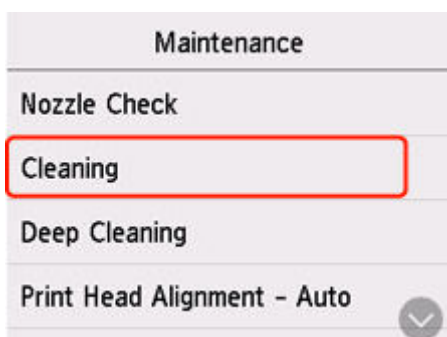 Maintenance
Nozzle Check
Cleaning
Deep Cleaning
Print Head Alignment - Auto